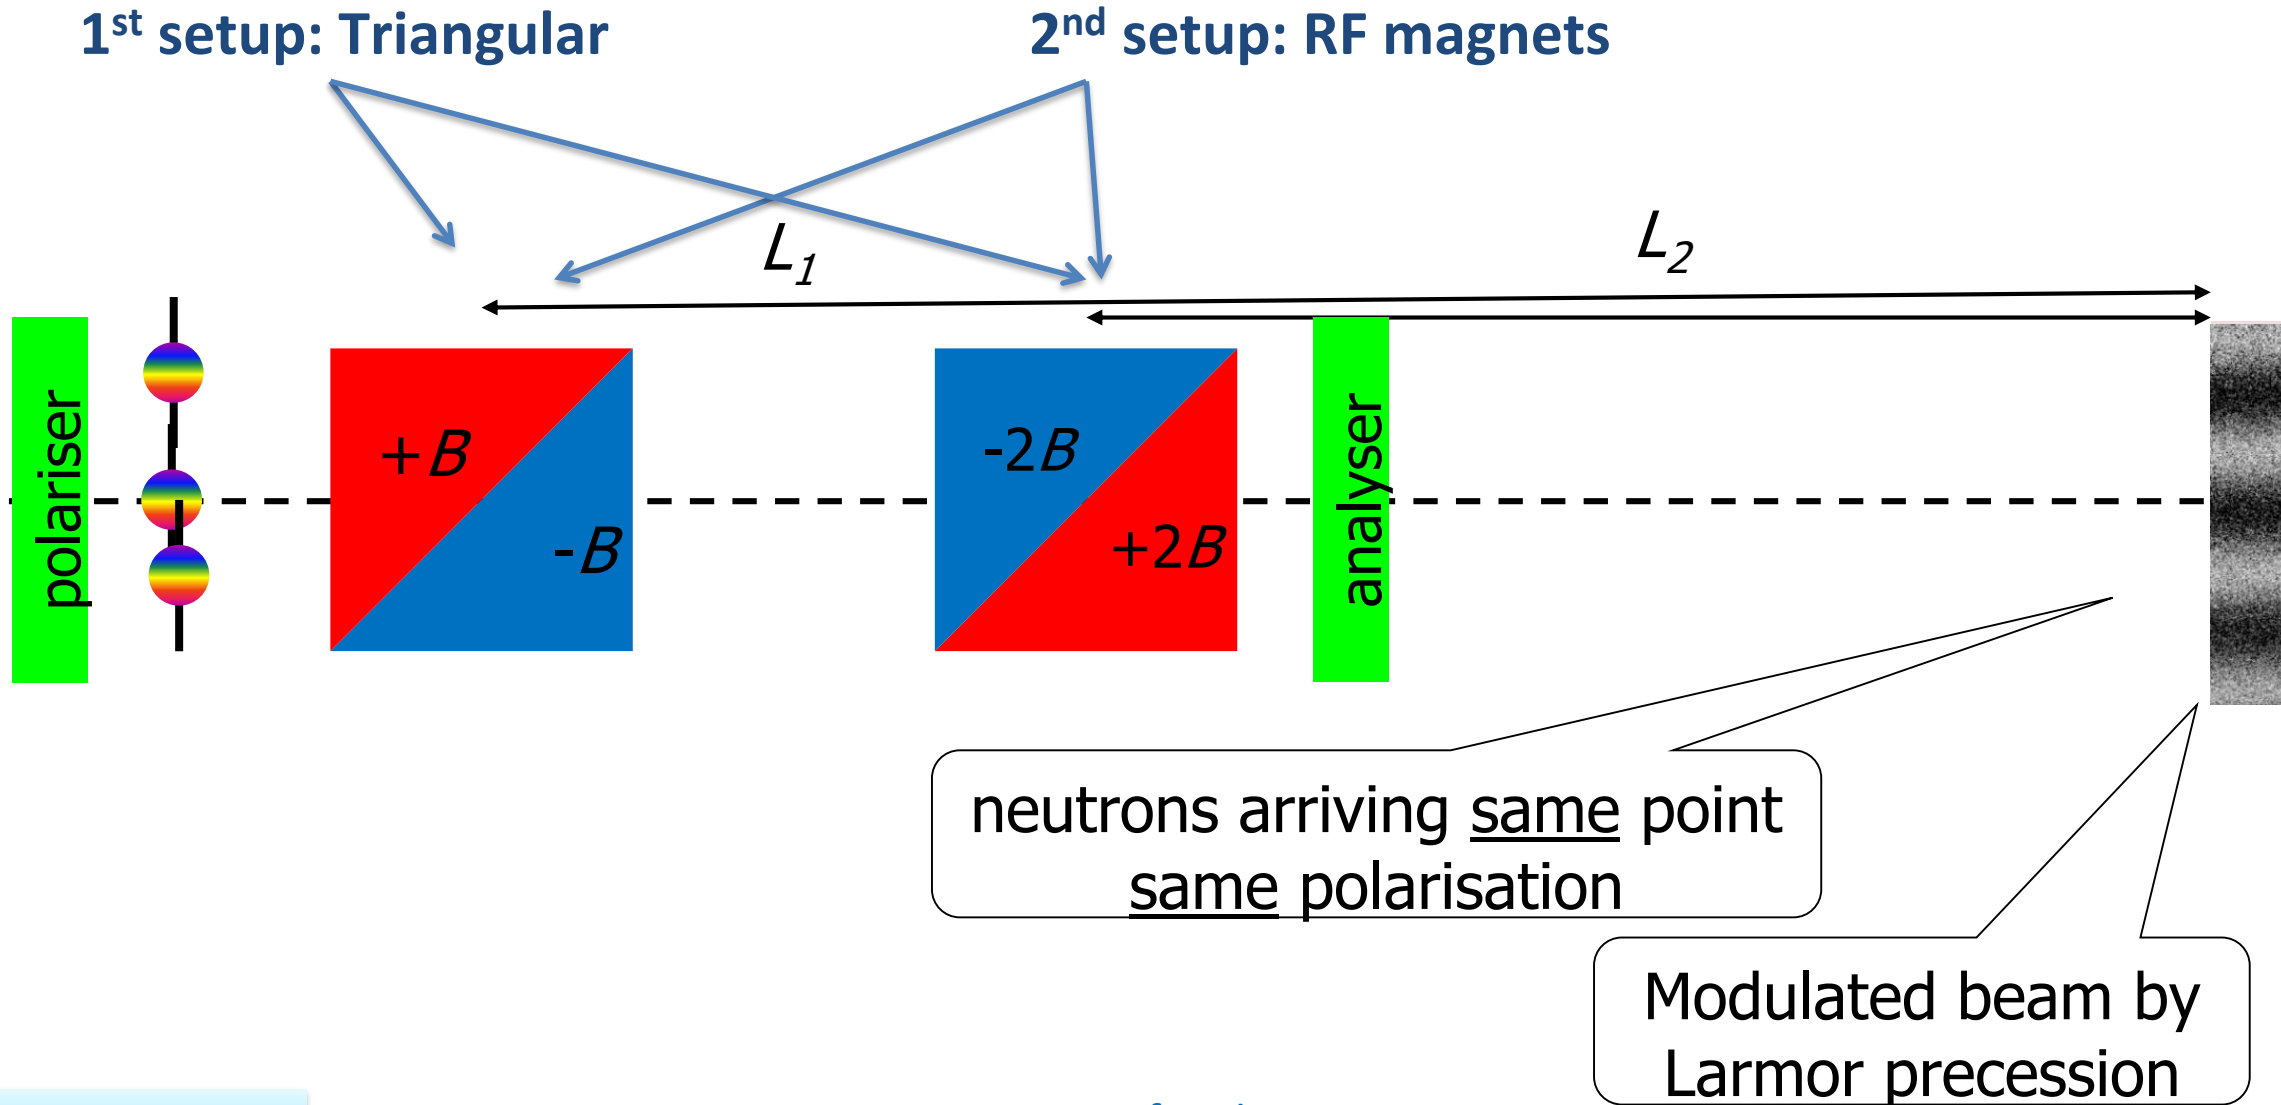 1st setup: Triangular
2nd setup: RF magnets
L1
L2
polariser
+B
-B
-2B
+2B
analyser
neutrons arriving same point
same polarisation
Modulated beam by
Larmor precession